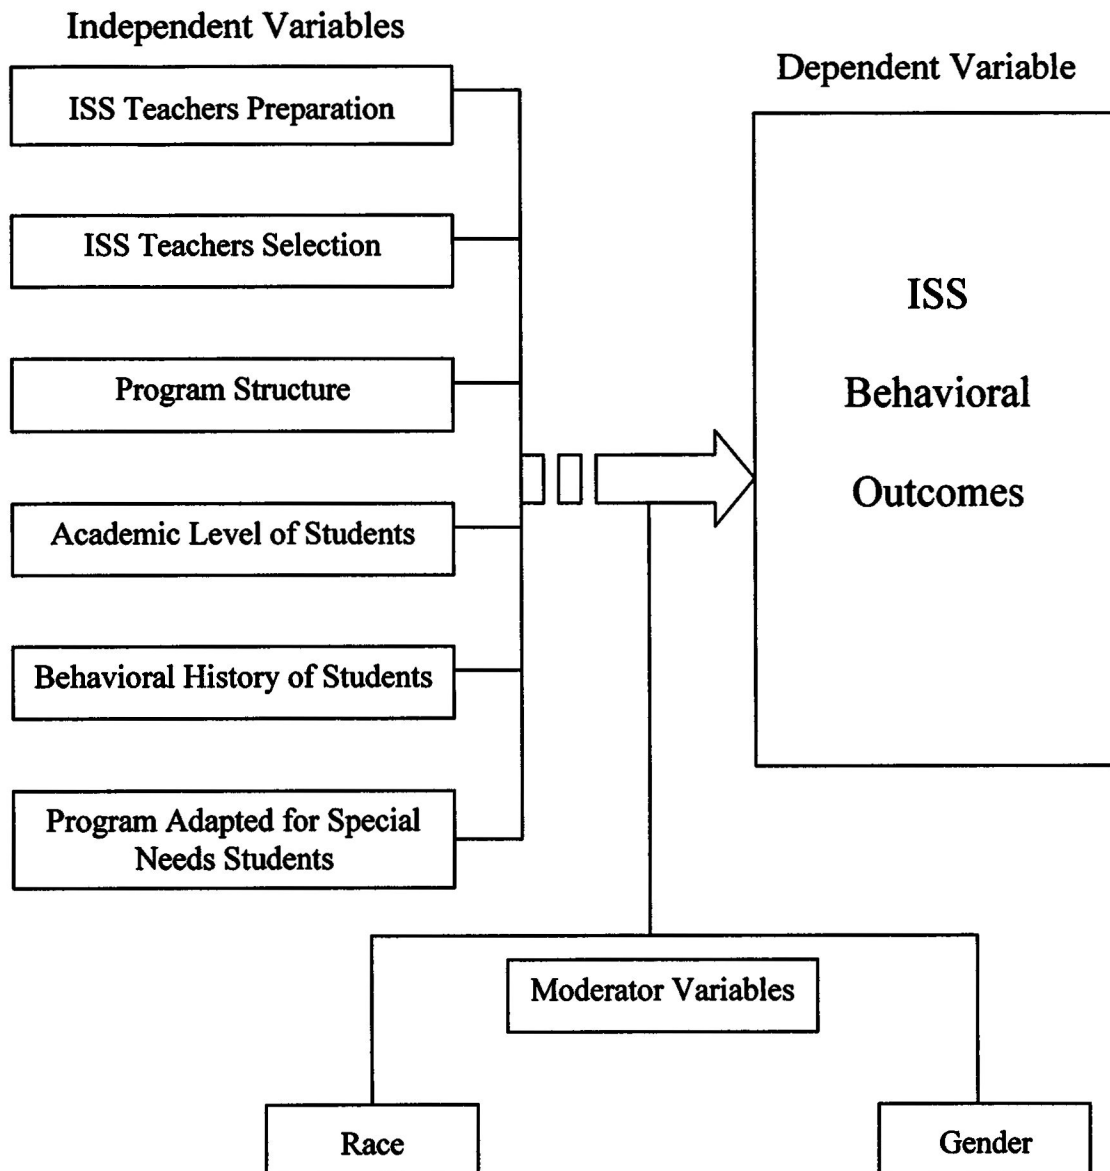 Independent Variables
ISS Teachers Preparation
ISS Teachers Selection
Program Structure
Academic Level of Students
Behavioral History of Students
Program Adapted for Special
Needs Students
Dependent Variable
ISS
Behavioral
Outcomes
Moderator Variables
Race
Gender